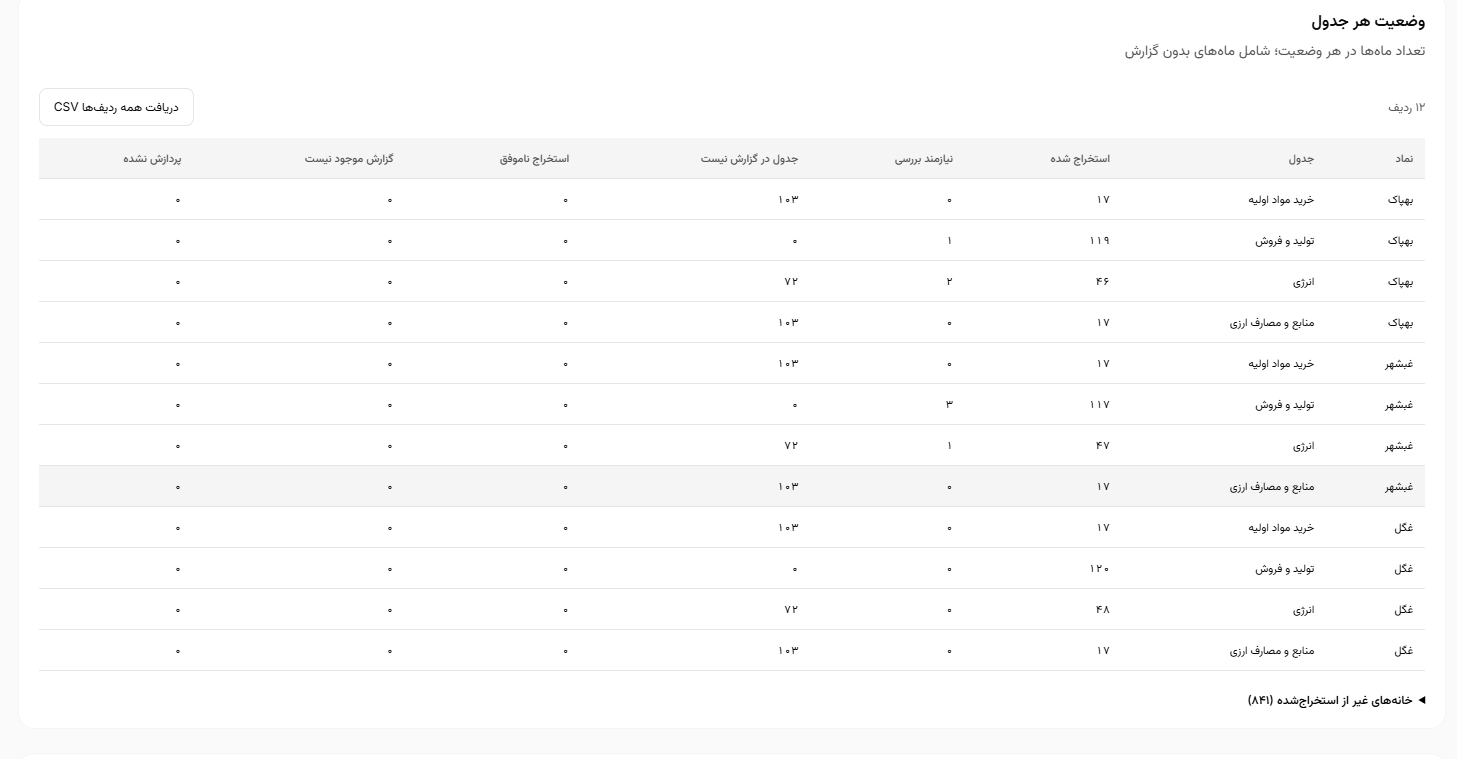 وضعیت هر جدول
تعداد ماه‌ها در هر وضعیت؛ شامل ماه‌های بدون گزارش
۱۲ ردیف دریافت همه ردیف‌ها CSV
نماد جدول استخراج شده نیازمند بررسی جدول در گزارش نیست استخراج ناموفق گزارش موجود نیست پردازش نشده
بهپاک خرید مواد اولیه ۱۷ ۰ ۱۰۳ ۰ ۰ ۰
بهپاک تولید و فروش ۱۱۹ ۱ ۰ ۰ ۰ ۰
بهپاک انرژی ۴۶ ۲ ۷۲ ۰ ۰ ۰
بهپاک منابع و مصارف ارزی ۱۷ ۰ ۱۰۳ ۰ ۰ ۰
غبشهر خرید مواد اولیه ۱۷ ۰ ۱۰۳ ۰ ۰ ۰
غبشهر تولید و فروش ۱۱۷ ۳ ۰ ۰ ۰ ۰
غبشهر انرژی ۴۷ ۱ ۷۲ ۰ ۰ ۰
غبشهر منابع و مصارف ارزی ۱۷ ۰ ۱۰۳ ۰ ۰ ۰
غگل خرید مواد اولیه ۱۷ ۰ ۱۰۳ ۰ ۰ ۰
غگل تولید و فروش ۱۲۰ ۰ ۰ ۰ ۰ ۰
غگل انرژی ۴۸ ۰ ۷۲ ۰ ۰ ۰
غگل منابع و مصارف ارزی ۱۷ ۰ ۱۰۳ ۰ ۰ ۰
خانه‌های غیر از استخراج‌شده (۸۴۱)